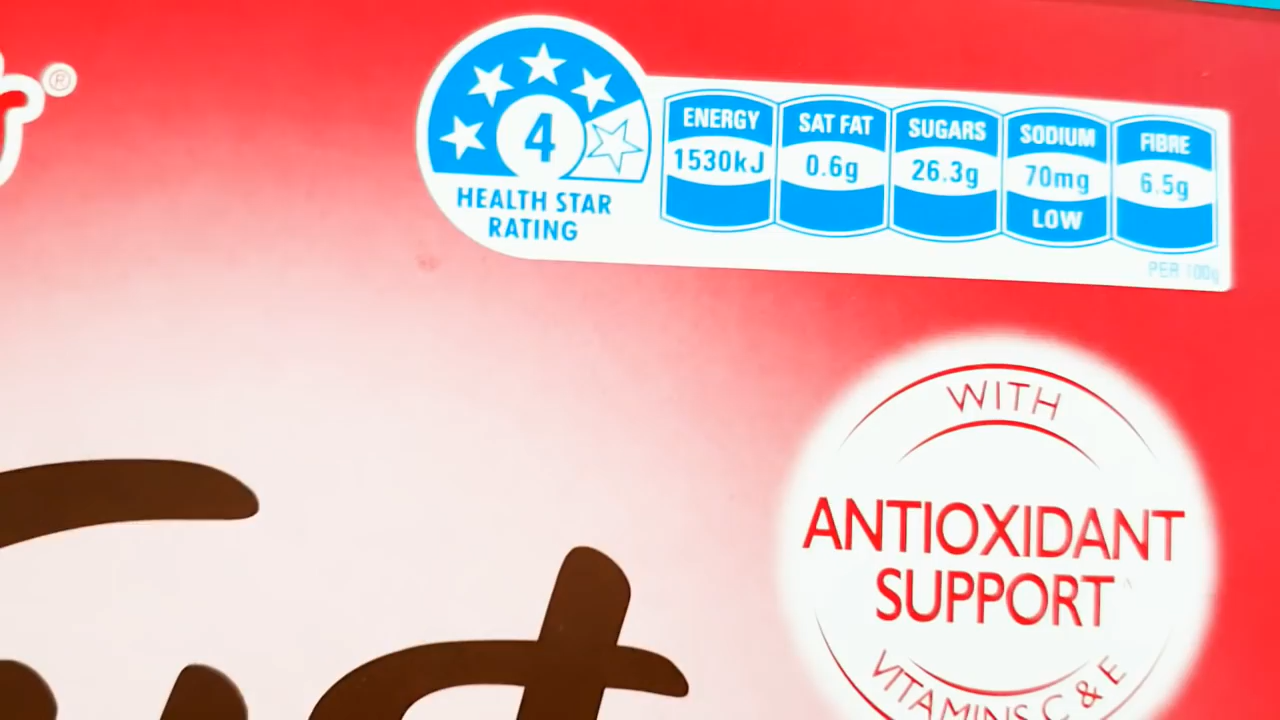 ®
4
HEALTH STAR
RATING
ENERGY
1530kJ
SAT FAT
0.6g
SUGARS
26.3g
SODIUM
70mg
LOW
FIBRE
6.5g
PER 100g
WITH
ANTIOXIDANT
SUPPORT^
VITAMINS C & E